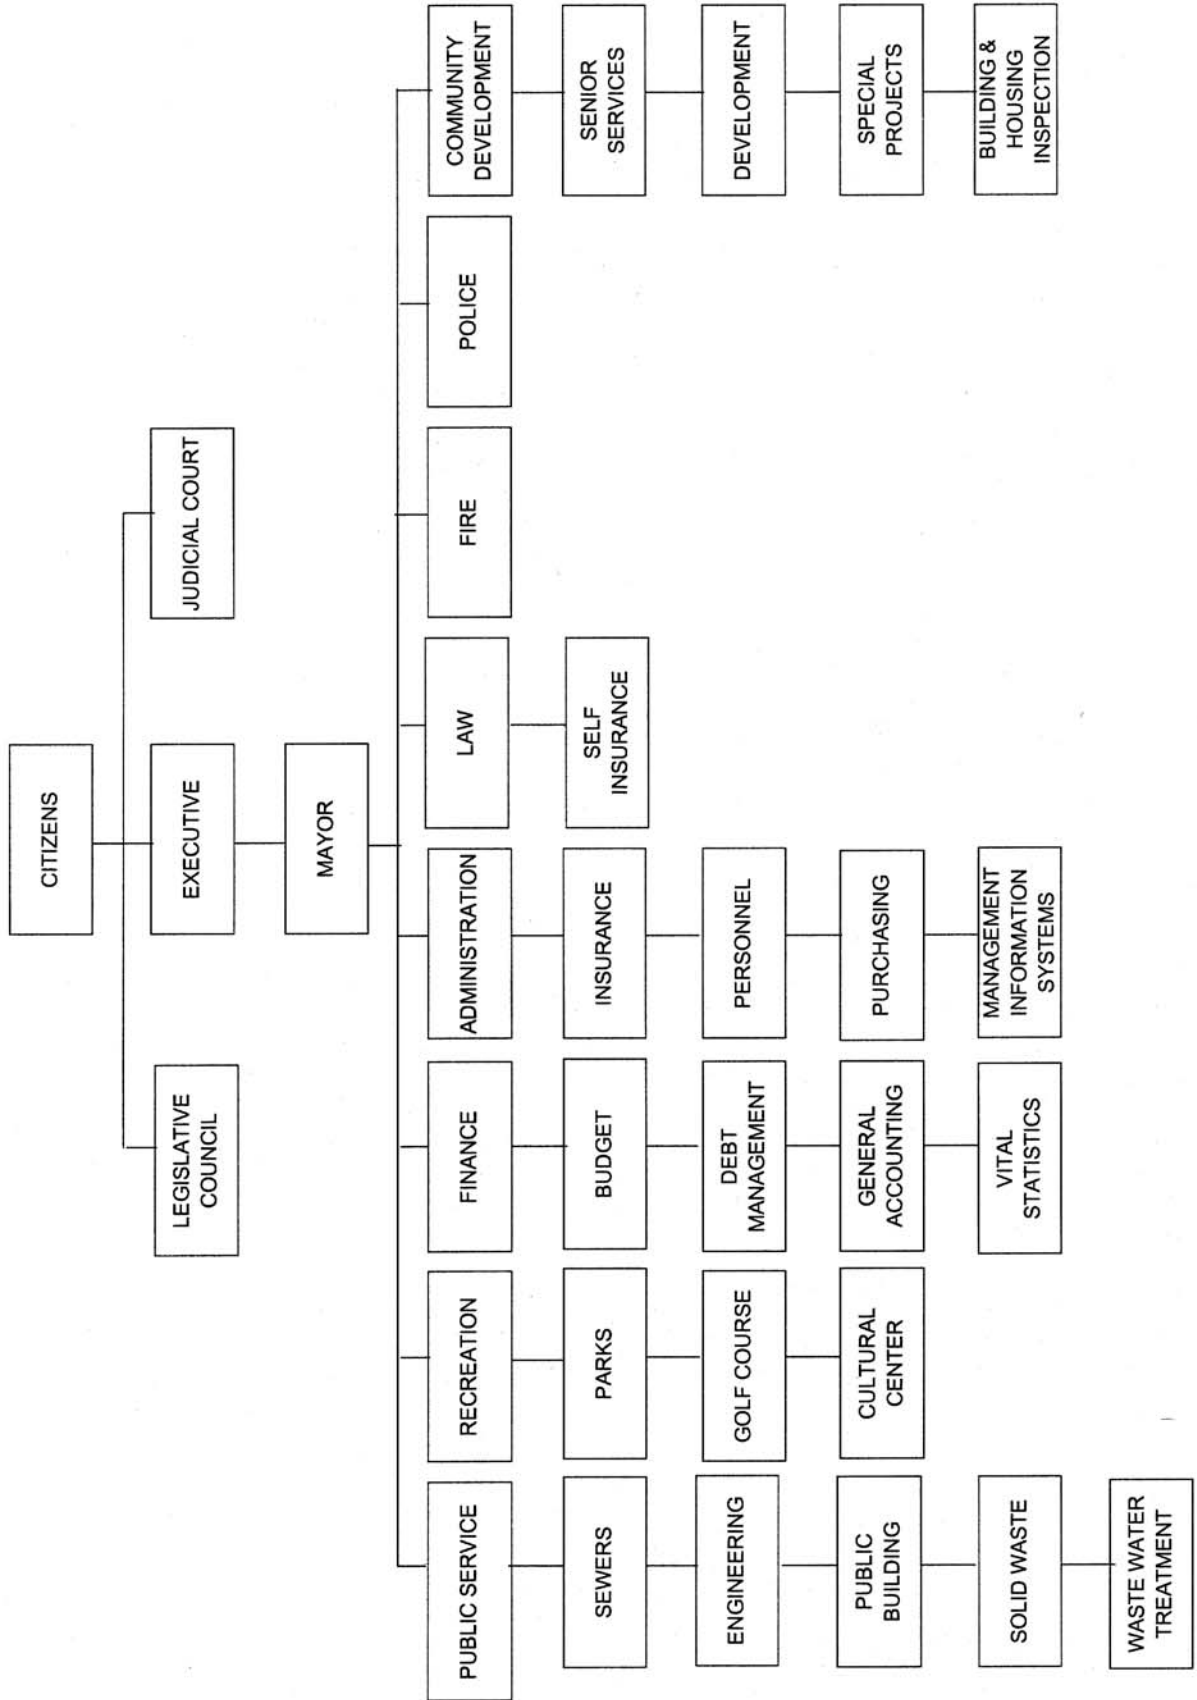 CITIZENS
LEGISLATIVE
COUNCIL
EXECUTIVE
JUDICIAL COURT
MAYOR
PUBLIC SERVICE
RECREATION
FINANCE
ADMINISTRATION
LAW
FIRE
POLICE
COMMUNITY
DEVELOPMENT
SEWERS
PARKS
BUDGET
INSURANCE
SELF
INSURANCE
SENIOR
SERVICES
ENGINEERING
GOLF COURSE
DEBT
MANAGEMENT
PERSONNEL
DEVELOPMENT
PUBLIC
BUILDING
CULTURAL
CENTER
GENERAL
ACCOUNTING
PURCHASING
SPECIAL
PROJECTS
SOLID WASTE
VITAL
STATISTICS
MANAGEMENT
INFORMATION
SYSTEMS
BUILDING &
HOUSING
INSPECTION
WASTE WATER
TREATMENT